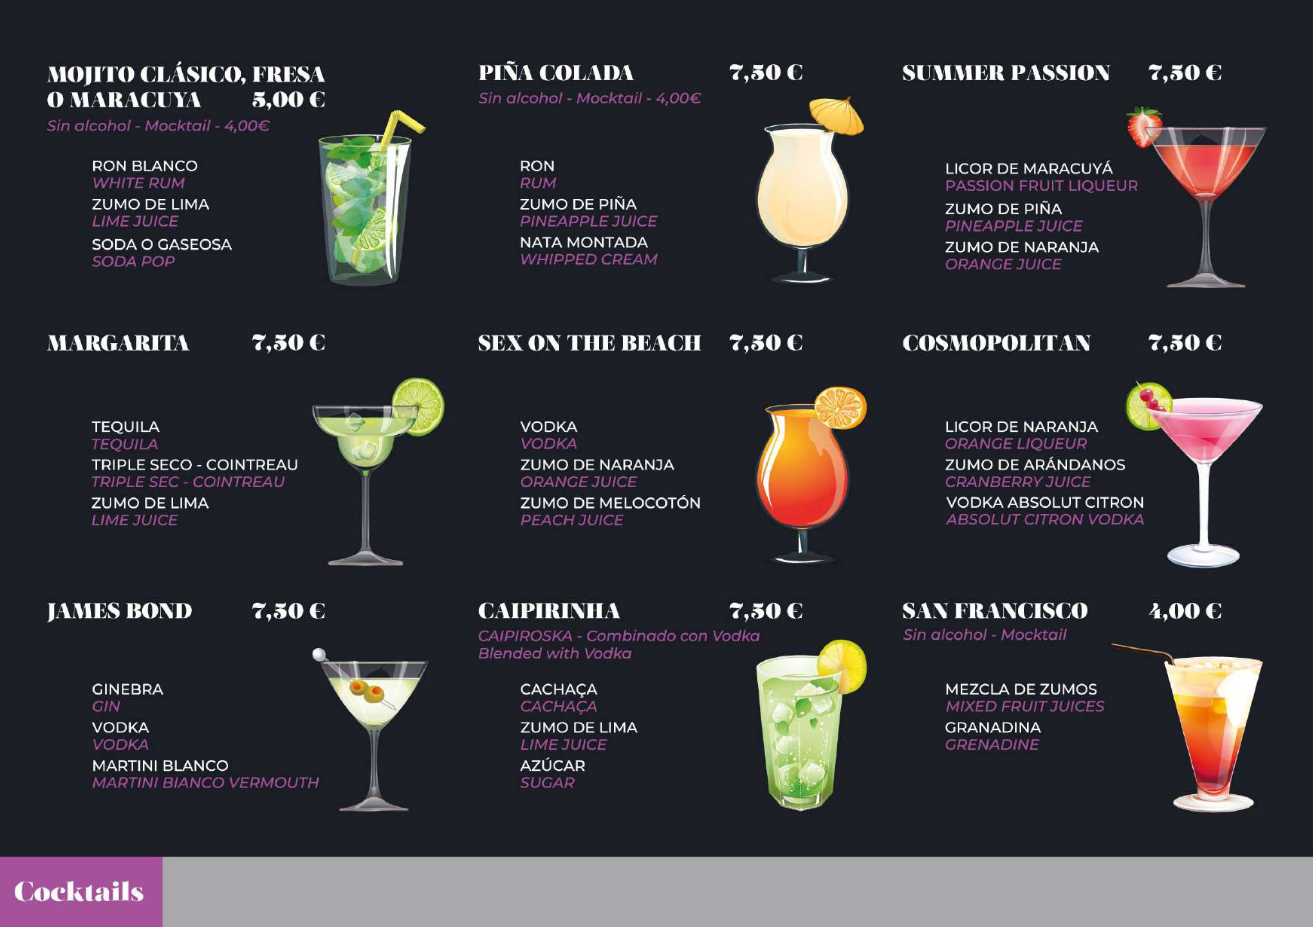 MOJITO CLÁSICO, FRESA
O MARACUYA 5,00 €
Sin alcohol - Mocktail - 4,00€
RON BLANCO
WHITE RUM
ZUMO DE LIMA
LIME JUICE
SODA O GASEOSA
SODA POP
PIÑA COLADA 7,50 €
Sin alcohol - Mocktail - 4,00€
RON
RUM
ZUMO DE PIÑA
PINEAPPLE JUICE
NATA MONTADA
WHIPPED CREAM
SUMMER PASSION 7,50 €
LICOR DE MARACUYÁ
PASSION FRUIT LIQUEUR
ZUMO DE PIÑA
PINEAPPLE JUICE
ZUMO DE NARANJA
ORANGE JUICE
MARGARITA 7,50 €
TEQUILA
TEQUILA
TRIPLE SECO - COINTREAU
TRIPLE SEC - COINTREAU
ZUMO DE LIMA
LIME JUICE
SEX ON THE BEACH 7,50 €
VODKA
VODKA
ZUMO DE NARANJA
ORANGE JUICE
ZUMO DE MELOCOTÓN
PEACH JUICE
COSMOPOLITAN 7,50 €
LICOR DE NARANJA
ORANGE LIQUEUR
ZUMO DE ARÁNDANOS
CRANBERRY JUICE
VODKA ABSOLUT CITRON
ABSOLUT CITRON VODKA
JAMES BOND 7,50 €
GINEBRA
GIN
VODKA
VODKA
MARTINI BLANCO
MARTINI BIANCO VERMOUTH
CAIPIRINHA 7,50 €
CAIPIROSKA - Combinado con Vodka
Blended with Vodka
CACHAÇA
CACHAÇA
ZUMO DE LIMA
LIME JUICE
AZÚCAR
SUGAR
SAN FRANCISCO 4,00 €
Sin alcohol - Mocktail
MEZCLA DE ZUMOS
MIXED FRUIT JUICES
GRANADINA
GRENADINE
Cocktails